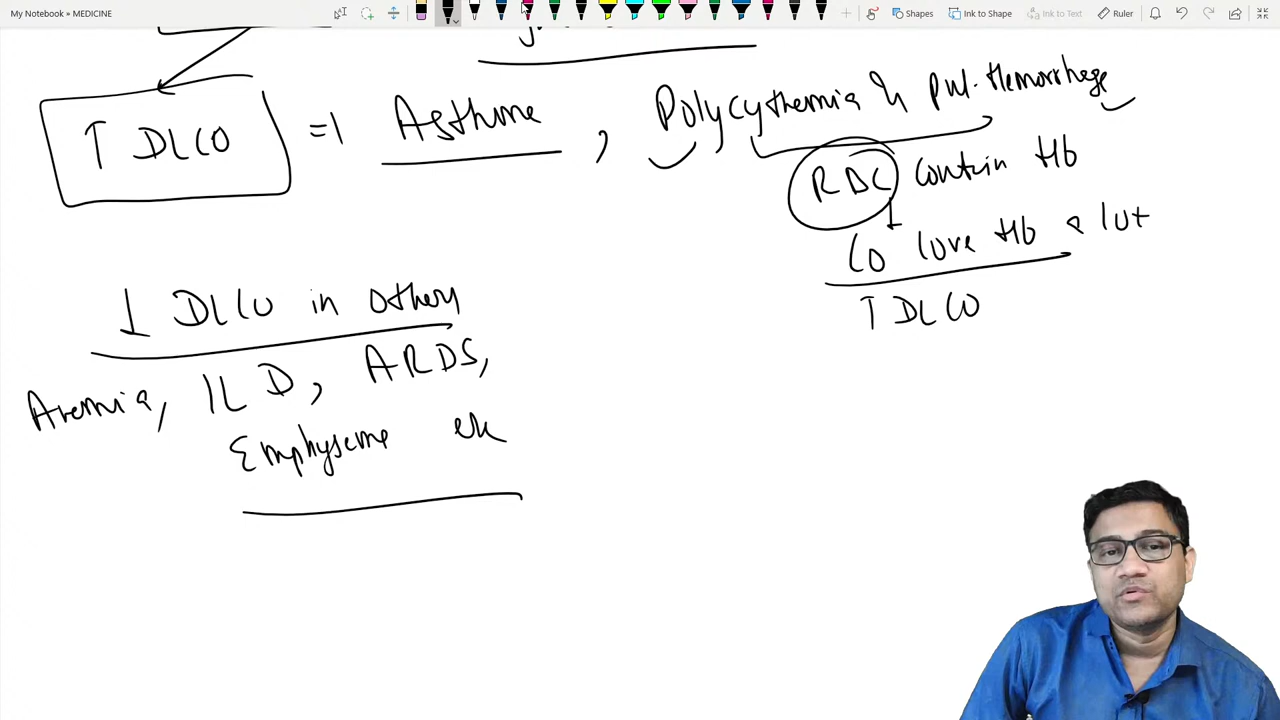 My Notebook » MEDICINE
Shapes
Ink to Shape
Ink to Text
Ruler
↑ DLCO ⇒ Asthma, Polycythemia & pul. Hemorrhage
RBC contain Hb
↓
CO love Hb a lot
↑ DLCO
↓ DLCO in others
Anemia, ILD, ARDS,
Emphysema etc